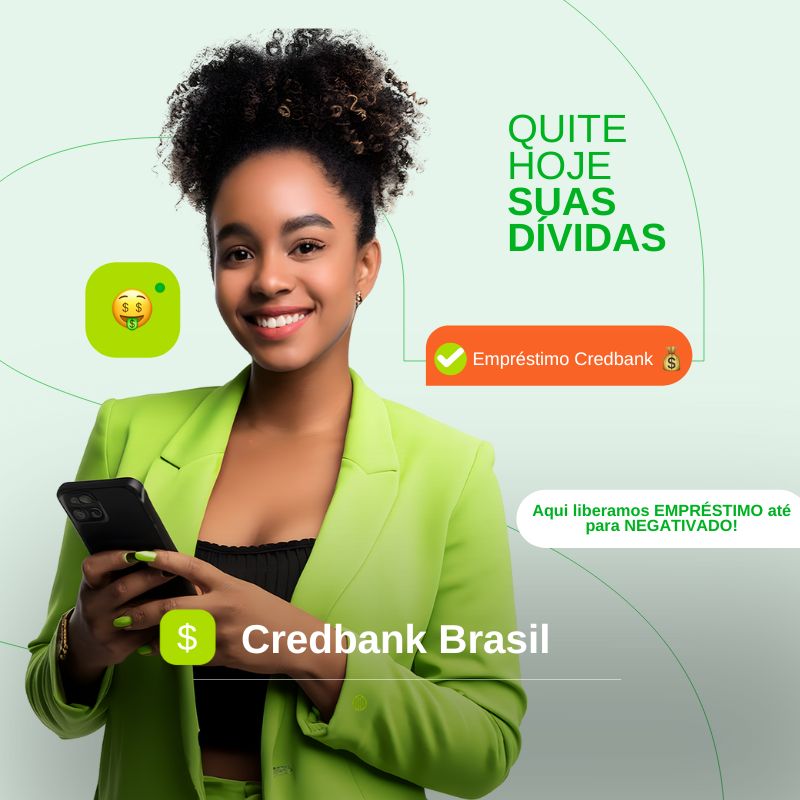 QUITE
HOJE
SUAS
DÍVIDAS
Empréstimo Credbank
Aqui liberamos EMPRÉSTIMO até
para NEGATIVADO!
$ Credbank Brasil